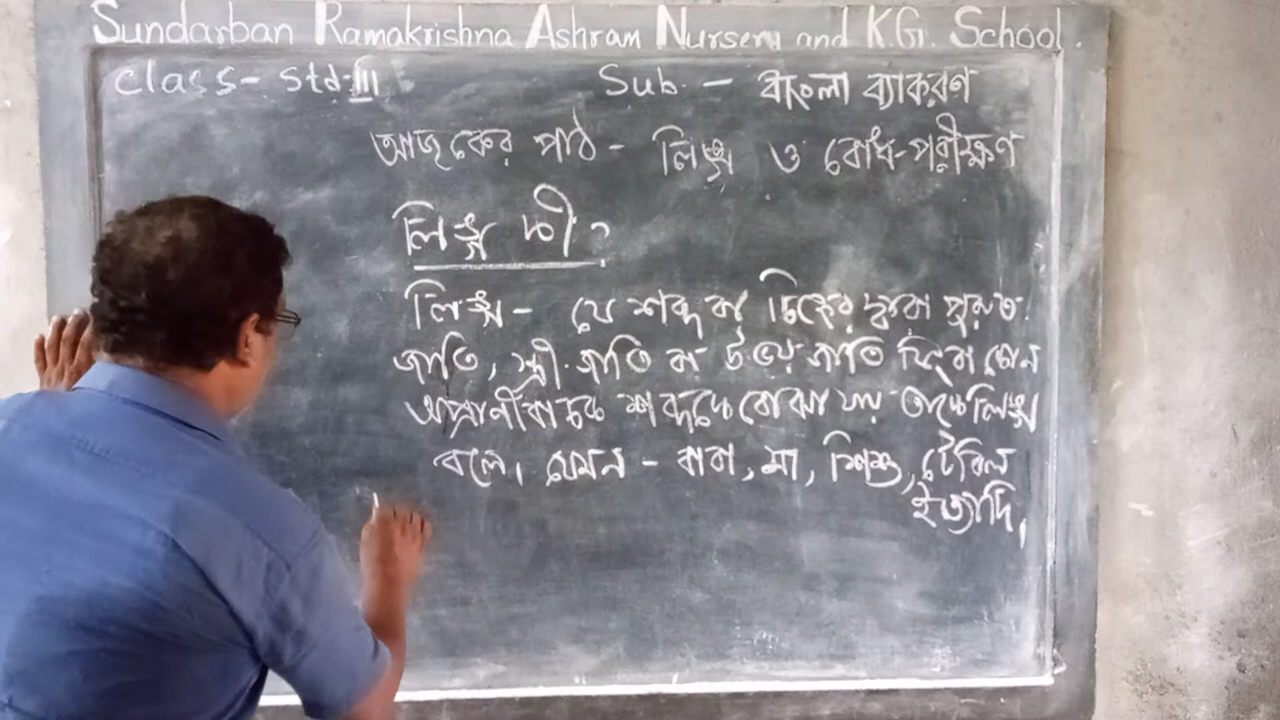 Sundarban Ramakrishna Ashram Nursery and K.G. School.
Class- Std-III Sub. - বাংলা ব্যাকরণ
আজকের পাঠ - লিঙ্গ ও বোধ-পরীক্ষণ
লিঙ্গ কী?
লিঙ্গ - যে শব্দ বা চিহ্নের দ্বারা পুরুষ
জাতি, স্ত্রী-জাতি বা উভয় জাতি কিংবা কোন
অপ্রাণীবাচক শব্দকে বোঝা যায় তাকে লিঙ্গ
বলে। যেমন - বাবা, মা, শিশু, টেবিল
ইত্যাদি।